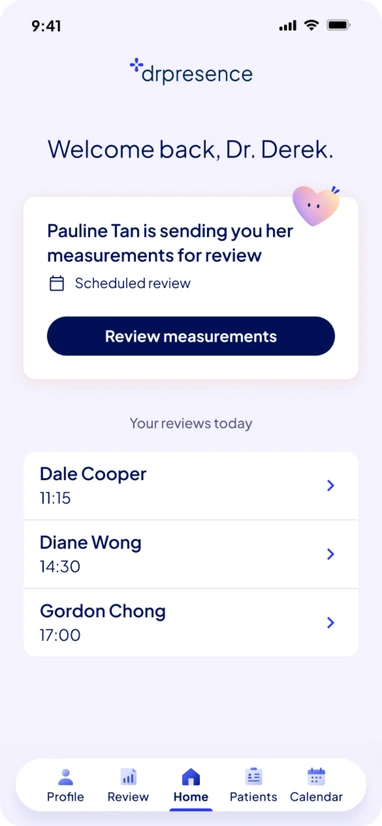 9:41
drpresence
Welcome back, Dr. Derek.
Pauline Tan is sending you her
measurements for review
Scheduled review
Review measurements
Your reviews today
Dale Cooper
11:15
Diane Wong
14:30
Gordon Chong
17:00
Profile Review Home Patients Calendar